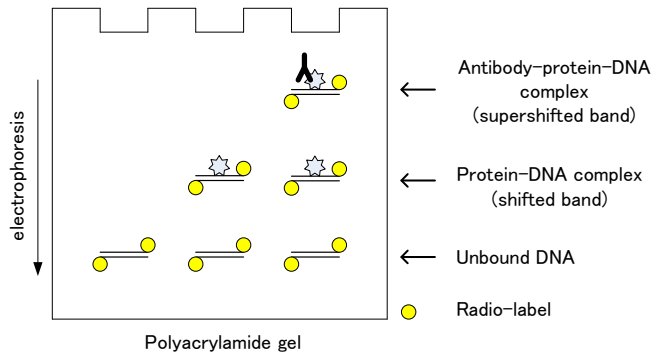 electrophoresis
Antibody-protein-DNA
complex
(supershifted band)
Protein-DNA complex
(shifted band)
Unbound DNA
Radio-label
Polyacrylamide gel